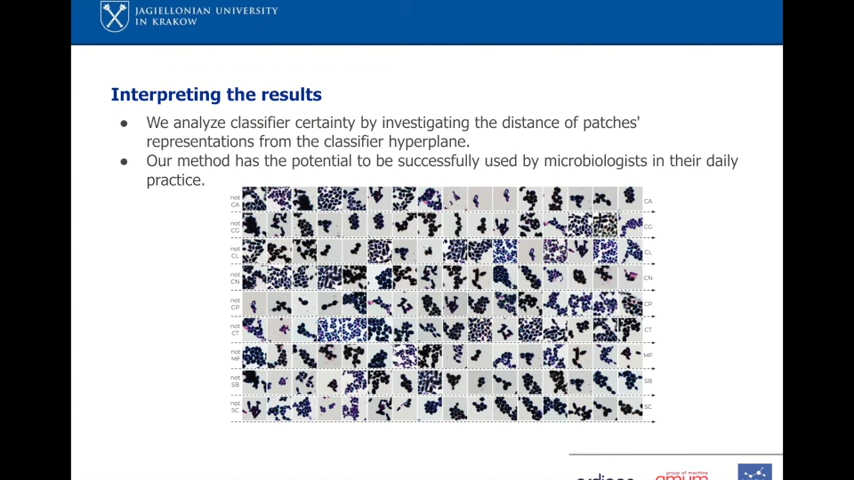 JAGIELLONIAN UNIVERSITY
IN KRAKOW
Interpreting the results
● We analyze classifier certainty by investigating the distance of patches'
representations from the classifier hyperplane.
● Our method has the potential to be successfully used by microbiologists in their daily
practice.
not CA CA
not CG CG
not CL CL
not CN CN
not CP CP
not CT CT
not MF MF
not SB SB
not SC SC
group of machine